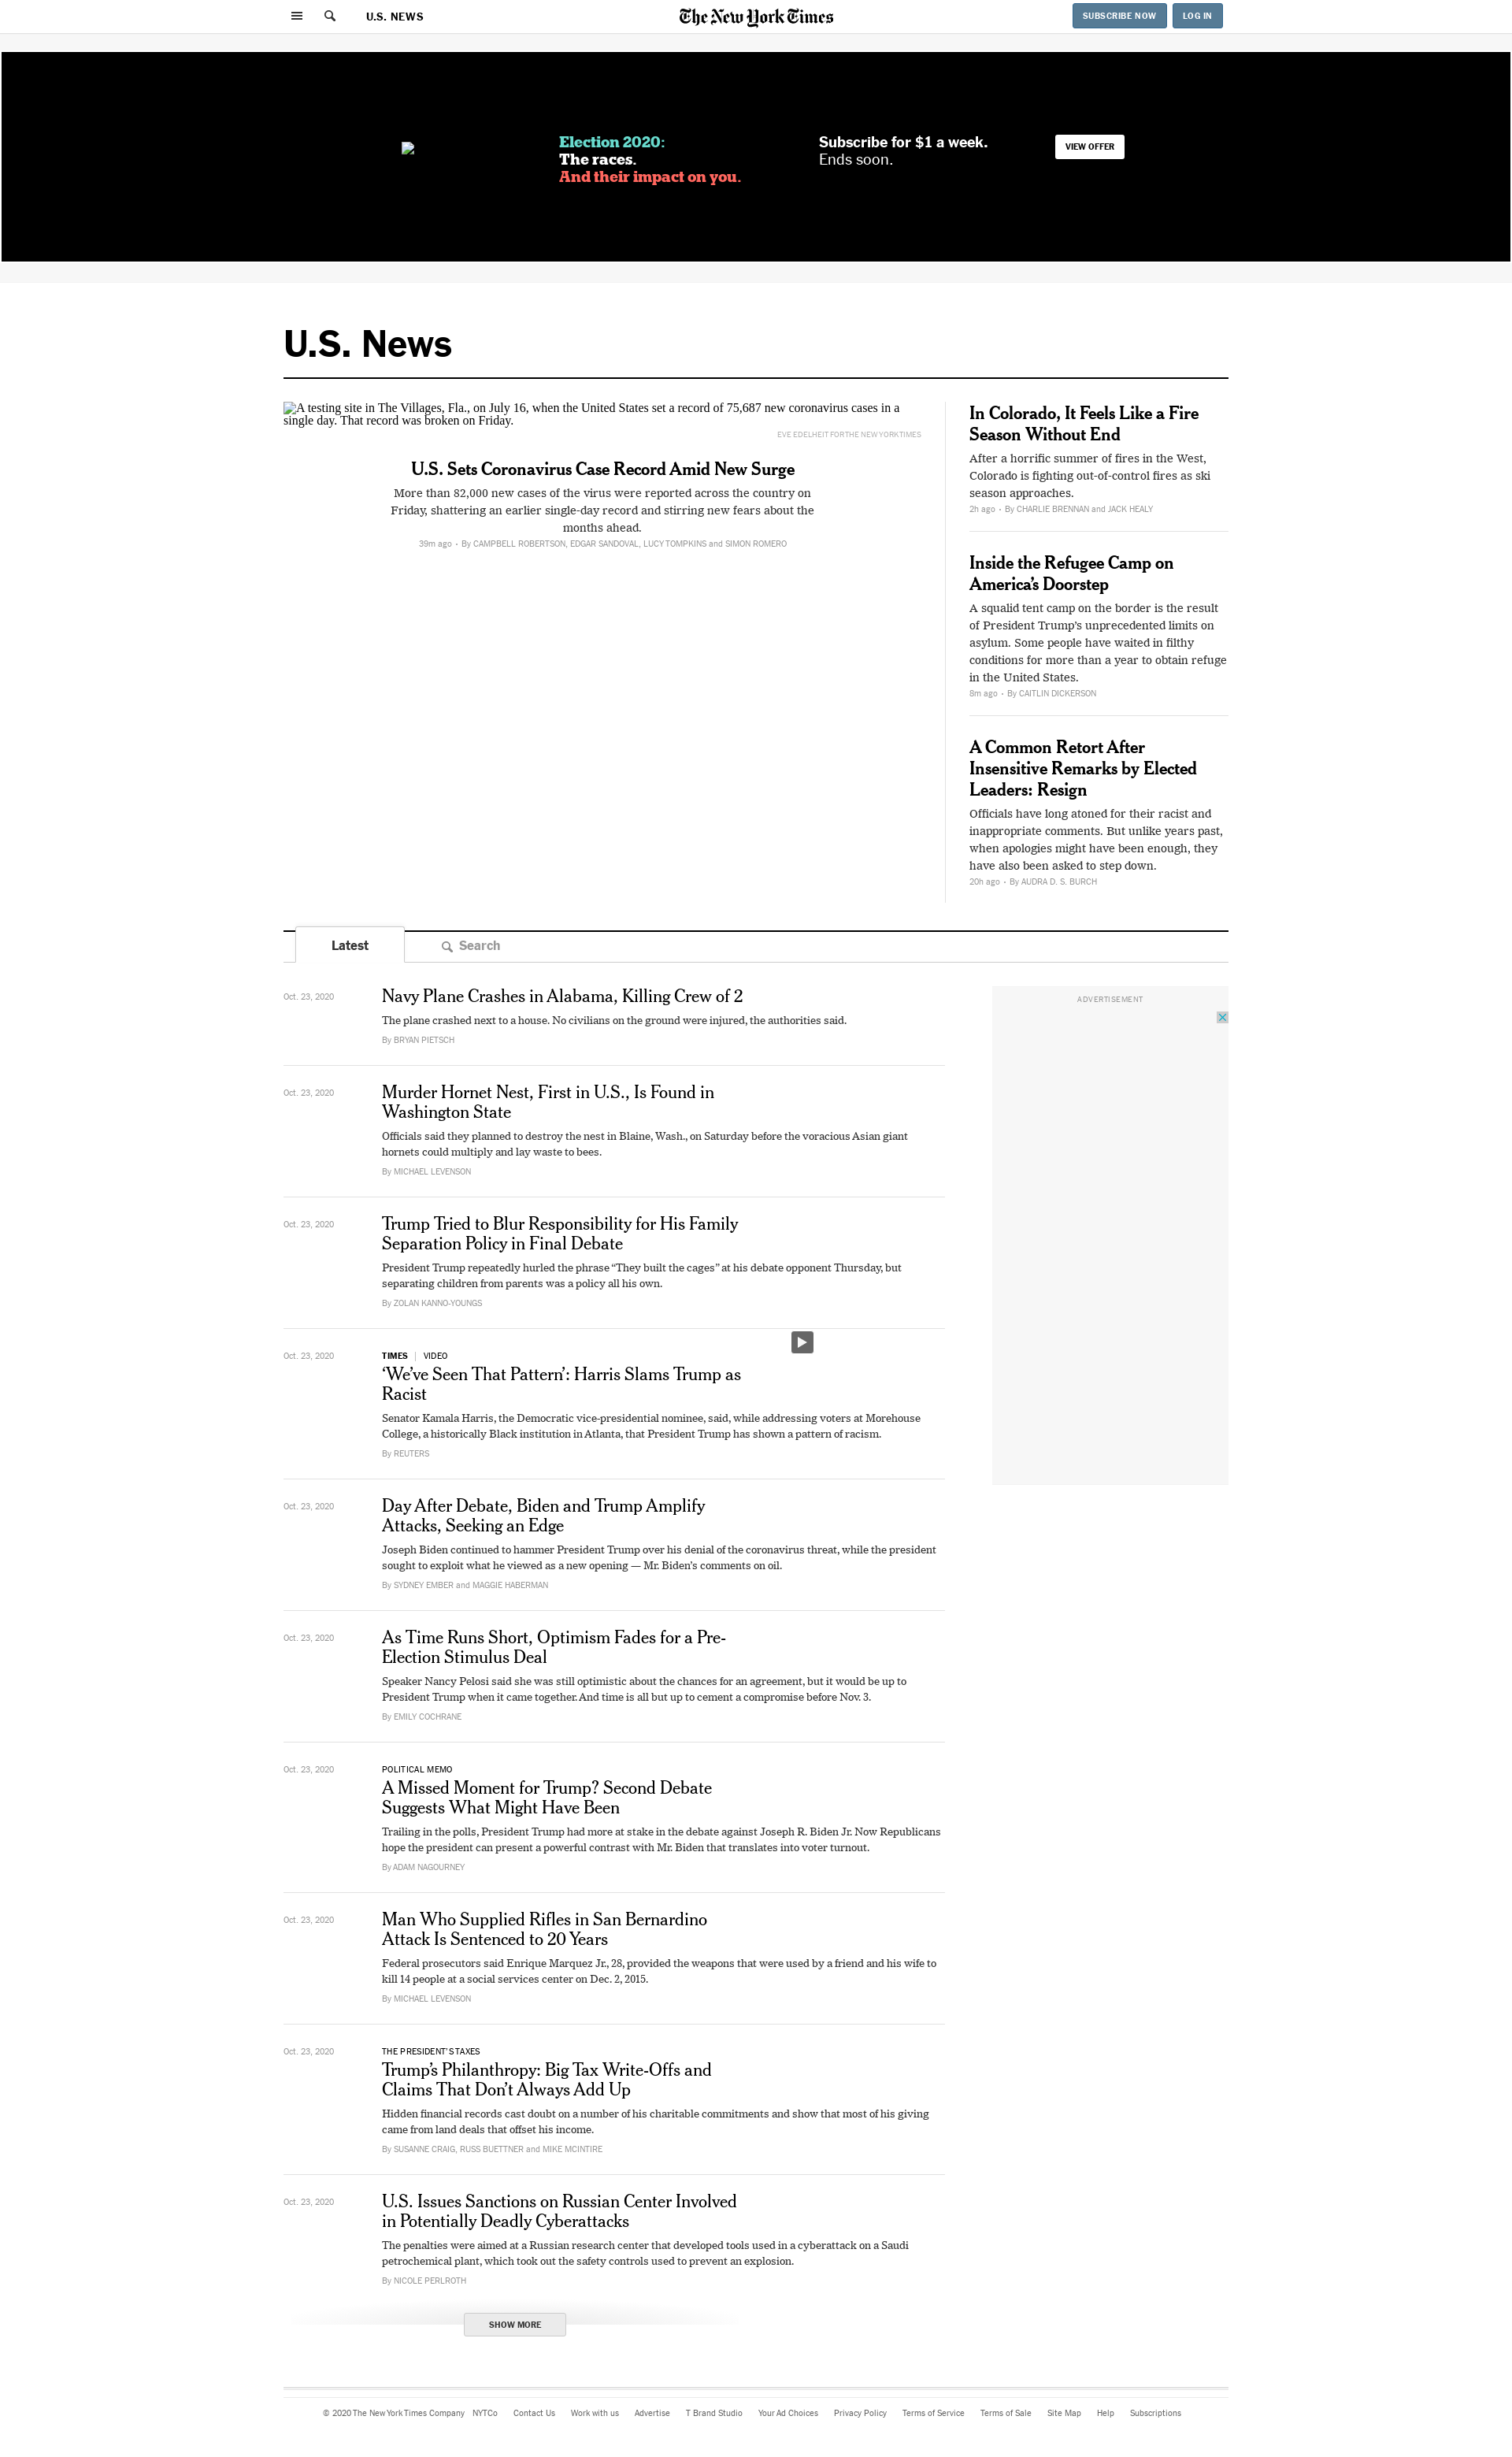 U.S. NEWS
The New York Times
SUBSCRIBE NOW
LOG IN
Election 2020:
The races.
And their impact on you.
Subscribe for $1 a week.
Ends soon.
VIEW OFFER
U.S. News
A testing site in The Villages, Fla., on July 16, when the United States set a record of 75,687 new coronavirus cases in a
single day. That record was broken on Friday.
EVE EDELHEIT FOR THE NEW YORK TIMES
U.S. Sets Coronavirus Case Record Amid New Surge
More than 82,000 new cases of the virus were reported across the country on
Friday, shattering an earlier single-day record and stirring new fears about the
months ahead.
39m ago • By CAMPBELL ROBERTSON, EDGAR SANDOVAL, LUCY TOMPKINS and SIMON ROMERO
In Colorado, It Feels Like a Fire
Season Without End
After a horrific summer of fires in the West,
Colorado is fighting out-of-control fires as ski
season approaches.
2h ago • By CHARLIE BRENNAN and JACK HEALY
Inside the Refugee Camp on
America’s Doorstep
A squalid tent camp on the border is the result
of President Trump’s unprecedented limits on
asylum. Some people have waited in filthy
conditions for more than a year to obtain refuge
in the United States.
8m ago • By CAITLIN DICKERSON
A Common Retort After
Insensitive Remarks by Elected
Leaders: Resign
Officials have long atoned for their racist and
inappropriate comments. But unlike years past,
when apologies might have been enough, they
have also been asked to step down.
20h ago • By AUDRA D. S. BURCH
Latest
Search
ADVERTISEMENT
Oct. 23, 2020
Navy Plane Crashes in Alabama, Killing Crew of 2
The plane crashed next to a house. No civilians on the ground were injured, the authorities said.
By BRYAN PIETSCH
Oct. 23, 2020
Murder Hornet Nest, First in U.S., Is Found in
Washington State
Officials said they planned to destroy the nest in Blaine, Wash., on Saturday before the voracious Asian giant
hornets could multiply and lay waste to bees.
By MICHAEL LEVENSON
Oct. 23, 2020
Trump Tried to Blur Responsibility for His Family
Separation Policy in Final Debate
President Trump repeatedly hurled the phrase “They built the cages” at his debate opponent Thursday, but
separating children from parents was a policy all his own.
By ZOLAN KANNO-YOUNGS
Oct. 23, 2020
TIMES | VIDEO
‘We’ve Seen That Pattern’: Harris Slams Trump as
Racist
Senator Kamala Harris, the Democratic vice-presidential nominee, said, while addressing voters at Morehouse
College, a historically Black institution in Atlanta, that President Trump has shown a pattern of racism.
By REUTERS
Oct. 23, 2020
Day After Debate, Biden and Trump Amplify
Attacks, Seeking an Edge
Joseph Biden continued to hammer President Trump over his denial of the coronavirus threat, while the president
sought to exploit what he viewed as a new opening — Mr. Biden’s comments on oil.
By SYDNEY EMBER and MAGGIE HABERMAN
Oct. 23, 2020
As Time Runs Short, Optimism Fades for a Pre-
Election Stimulus Deal
Speaker Nancy Pelosi said she was still optimistic about the chances for an agreement, but it would be up to
President Trump when it came together. And time is all but up to cement a compromise before Nov. 3.
By EMILY COCHRANE
Oct. 23, 2020
POLITICAL MEMO
A Missed Moment for Trump? Second Debate
Suggests What Might Have Been
Trailing in the polls, President Trump had more at stake in the debate against Joseph R. Biden Jr. Now Republicans
hope the president can present a powerful contrast with Mr. Biden that translates into voter turnout.
By ADAM NAGOURNEY
Oct. 23, 2020
Man Who Supplied Rifles in San Bernardino
Attack Is Sentenced to 20 Years
Federal prosecutors said Enrique Marquez Jr., 28, provided the weapons that were used by a friend and his wife to
kill 14 people at a social services center on Dec. 2, 2015.
By MICHAEL LEVENSON
Oct. 23, 2020
THE PRESIDENT'S TAXES
Trump’s Philanthropy: Big Tax Write-Offs and
Claims That Don’t Always Add Up
Hidden financial records cast doubt on a number of his charitable commitments and show that most of his giving
came from land deals that offset his income.
By SUSANNE CRAIG, RUSS BUETTNER and MIKE MCINTIRE
Oct. 23, 2020
U.S. Issues Sanctions on Russian Center Involved
in Potentially Deadly Cyberattacks
The penalties were aimed at a Russian research center that developed tools used in a cyberattack on a Saudi
petrochemical plant, which took out the safety controls used to prevent an explosion.
By NICOLE PERLROTH
SHOW MORE
© 2020 The New York Times Company NYTCo Contact Us Work with us Advertise T Brand Studio Your Ad Choices Privacy Policy Terms of Service Terms of Sale Site Map Help Subscriptions